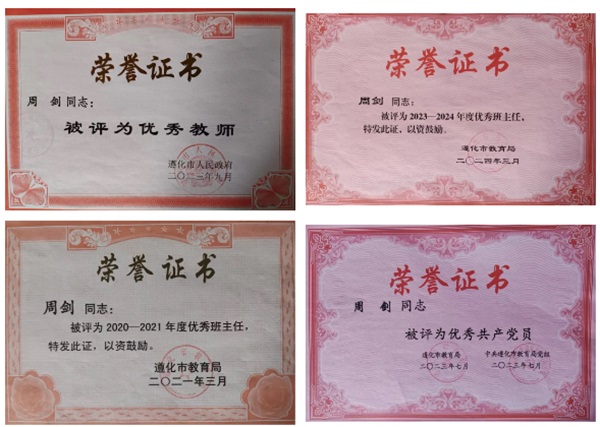 荣誉证书
周 剑 同志：
被评为优秀教师
遵化市人民政府
二〇二三年九月
荣誉证书
周剑 同志：
被评为2023—2024年度优秀班主任，
特发此证，以资鼓励。
遵化市教育局
二〇二四年三月
荣誉证书
周剑 同志：
被评为2020—2021年度优秀班主任，
特发此证，以资鼓励。
遵化市教育局
二〇二一年三月
荣誉证书
周 剑 同志
被评为优秀共产党员
遵化市教育局 中共遵化市教育局党组
二〇二三年七月 二〇二三年七月